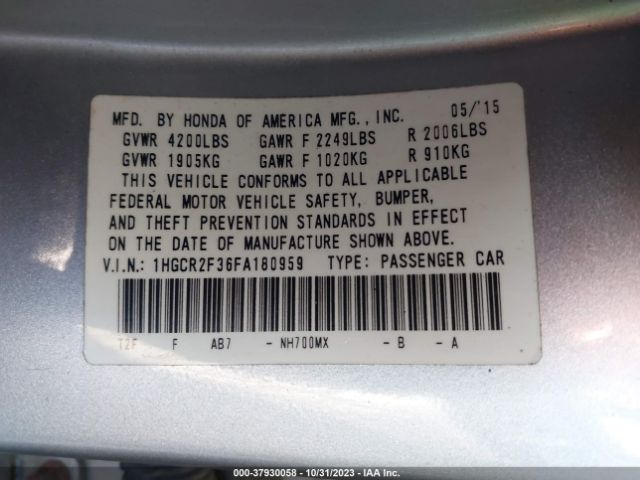 MFD. BY HONDA OF AMERICA MFG., INC. 05/'15
GVWR 4200LBS GAWR F 2249LBS R 2006LBS
GVWR 1905KG GAWR F 1020KG R 910KG
THIS VEHICLE CONFORMS TO ALL APPLICABLE
FEDERAL MOTOR VEHICLE SAFETY, BUMPER,
AND THEFT PREVENTION STANDARDS IN EFFECT
ON THE DATE OF MANUFACTURE SHOWN ABOVE.
V.I.N.: 1HGCR2F36FA180959 TYPE: PASSENGER CAR
T2F F AB7 - NH700MX - B - A
000-37930058 - 10/31/2023 - IAA Inc.